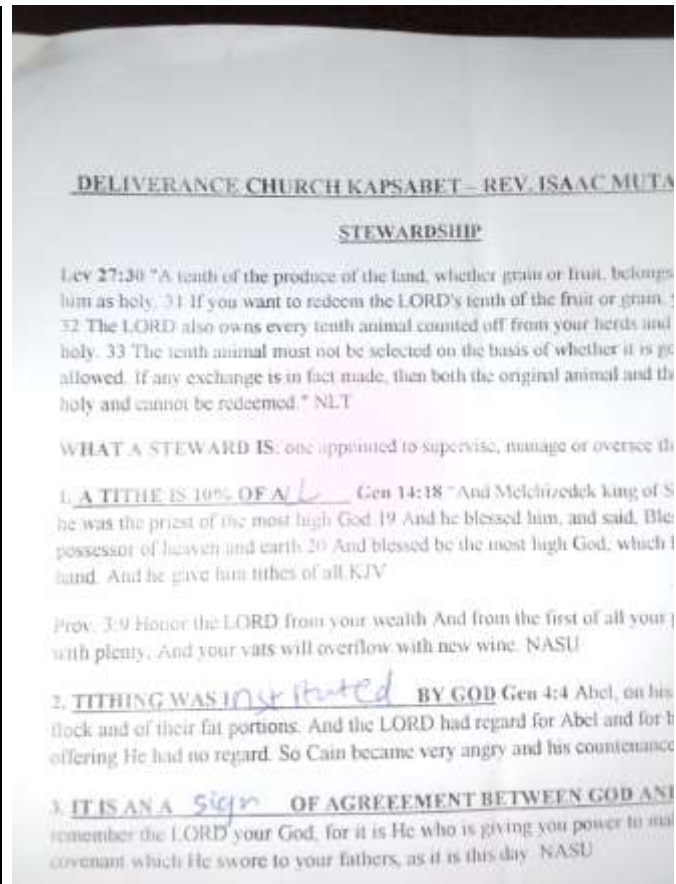 DELIVERANCE CHURCH KAPSABET - REV. ISAAC MUTA
STEWARDSHIP
Lev 27:30 "A tenth of the produce of the land, whether grain or fruit, belongs
him as holy. 31 If you want to redeem the LORD's tenth of the fruit or grain,
32 The LORD also owns every tenth animal counted off from your herds and
holy. 33 The tenth animal must not be selected on the basis of whether it is
allowed. If any exchange is in fact made, then both the original animal and
holy and cannot be redeemed." NLT
WHAT A STEWARD IS: one appointed to supervise, manage or oversee
1. A TITHE IS 10% OF ALL Gen 14:18 "And Melchizedek king of S
he was the priest of the most high God 19 And he blessed him, and said,
possessor of heaven and earth 20 And blessed be the most high God, which
hand. And he gave him tithes of all KJV
Prov. 3:9 Honor the LORD from your wealth And from the first of all your
with plenty, And your vats will overflow with new wine. NASU
2. TITHING WAS Instituted BY GOD Gen 4:4 Abel, on his
flock and of their fat portions. And the LORD had regard for Abel and for
offering He had no regard. So Cain became very angry and his countenance
3. IT IS AN A sign OF AGREEEMENT BETWEEN GOD AN
remember the LORD your God, for it is He who is giving you power to
covenant which He swore to your fathers, as it is this day. NASU